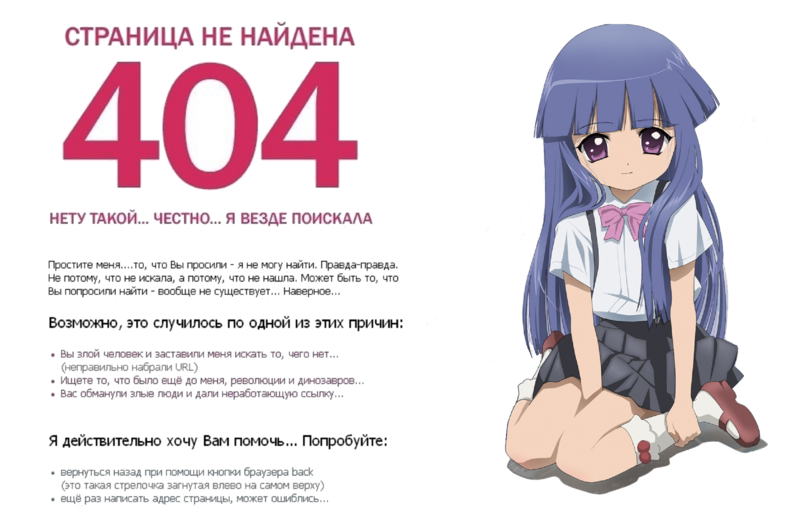 СТРАНИЦА НЕ НАЙДЕНА
404
НЕТУ ТАКОЙ... ЧЕСТНО... Я ВЕЗДЕ ПОИСКАЛА
Простите меня....то, что Вы просили - я не могу найти. Правда-правда.
Не потому, что не искала, а потому, что не нашла. Может быть то, что
Вы попросили найти - вообще не существует... Наверное...
Возможно, это случилось по одной из этих причин:
• Вы злой человек и заставили меня искать то, чего нет...
(неправильно набрали URL)
• Ищете то, что было ещё до меня, революции и динозавров...
• Вас обманули злые люди и дали неработающую ссылку...
Я действительно хочу Вам помочь... Попробуйте:
• вернуться назад при помощи кнопки браузера back
(это такая стрелочка загнутая влево на самом верху)
• ещё раз написать адрес страницы, может ошиблись...